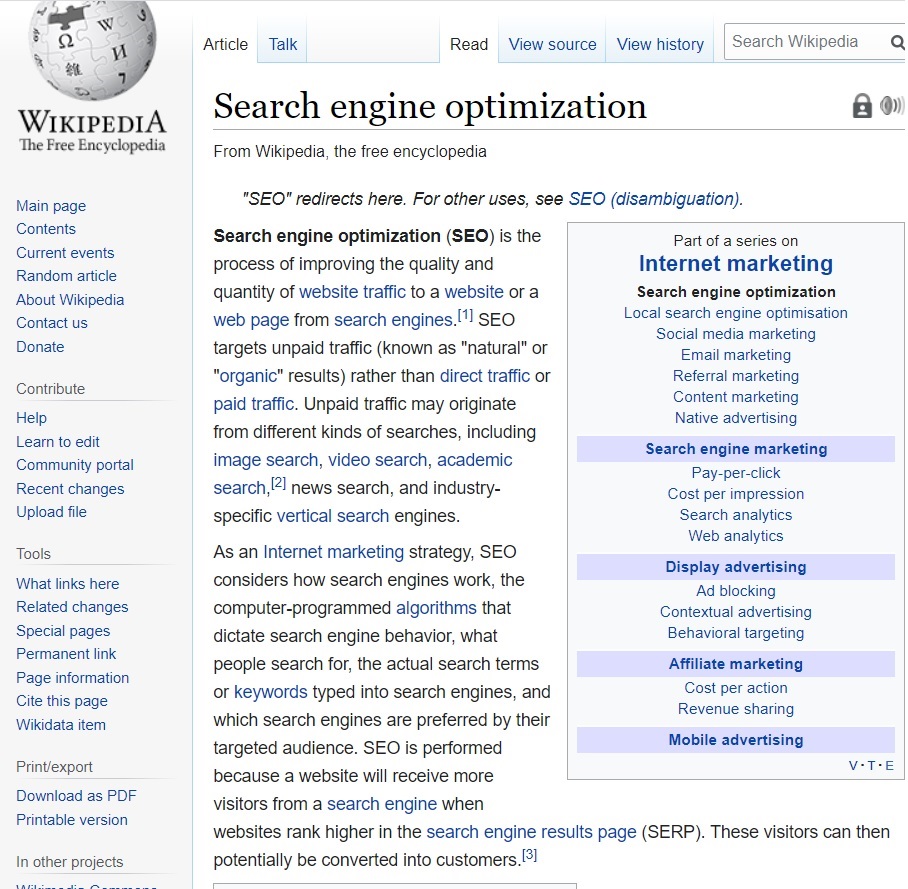 Ω W И 維 7
WIKIPEDIA
The Free Encyclopedia
Main page
Contents
Current events
Random article
About Wikipedia
Contact us
Donate
Contribute
Help
Learn to edit
Community portal
Recent changes
Upload file
Tools
What links here
Related changes
Special pages
Permanent link
Page information
Cite this page
Wikidata item
Print/export
Download as PDF
Printable version
In other projects
Wikimedia Commons
Article Talk Read View source View history Search Wikipedia
Search engine optimization
From Wikipedia, the free encyclopedia
"SEO" redirects here. For other uses, see SEO (disambiguation).
Search engine optimization (SEO) is the
process of improving the quality and
quantity of website traffic to a website or a
web page from search engines.[1] SEO
targets unpaid traffic (known as "natural" or
"organic" results) rather than direct traffic or
paid traffic. Unpaid traffic may originate
from different kinds of searches, including
image search, video search, academic
search,[2] news search, and industry-
specific vertical search engines.
As an Internet marketing strategy, SEO
considers how search engines work, the
computer-programmed algorithms that
dictate search engine behavior, what
people search for, the actual search terms
or keywords typed into search engines, and
which search engines are preferred by their
targeted audience. SEO is performed
because a website will receive more
visitors from a search engine when
websites rank higher in the search engine results page (SERP). These visitors can then
potentially be converted into customers.[3]
Part of a series on
Internet marketing
Search engine optimization
Local search engine optimisation
Social media marketing
Email marketing
Referral marketing
Content marketing
Native advertising
Search engine marketing
Pay-per-click
Cost per impression
Search analytics
Web analytics
Display advertising
Ad blocking
Contextual advertising
Behavioral targeting
Affiliate marketing
Cost per action
Revenue sharing
Mobile advertising
V · T · E